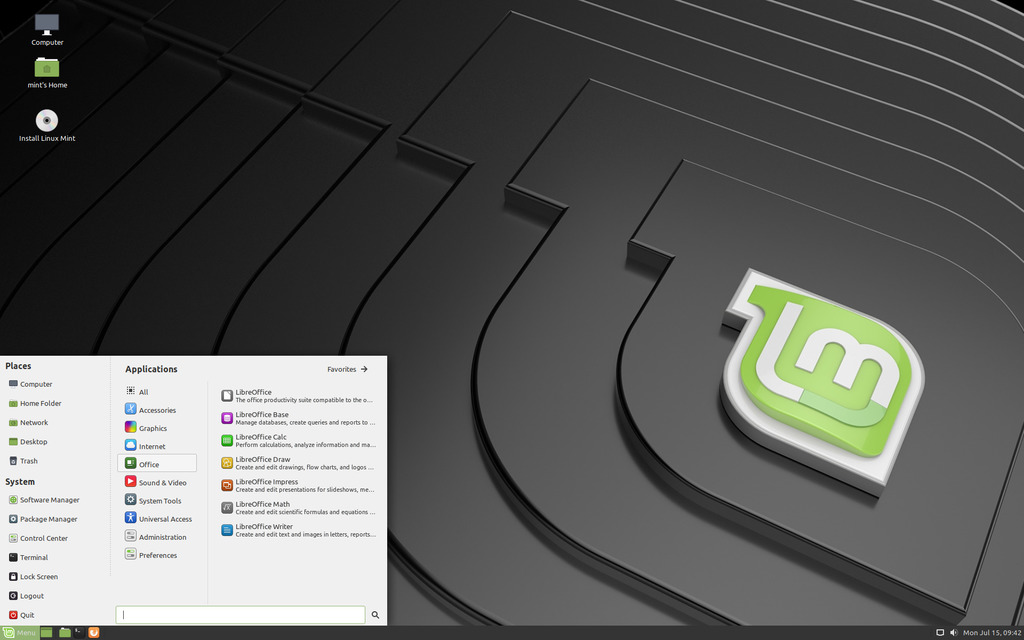 Computer
mint's Home
Install Linux Mint
Places
Computer
Home Folder
Network
Desktop
Trash
System
Software Manager
Package Manager
Control Center
Terminal
Lock Screen
Logout
Quit
Applications
Favorites
All
Accessories
Graphics
Internet
Office
Sound & Video
System Tools
Universal Access
Administration
Preferences
LibreOffice
The office productivity suite compatible to the o...
LibreOffice Base
Manage databases, create queries and reports to ...
LibreOffice Calc
Perform calculations, analyze information and ma...
LibreOffice Draw
Create and edit drawings, flow charts, and logos ...
LibreOffice Impress
Create and edit presentations for slideshows, me...
LibreOffice Math
Create and edit scientific formulas and equations ...
LibreOffice Writer
Create and edit text and images in letters, reports...
lm
Menu
Mon Jul 15, 09:42